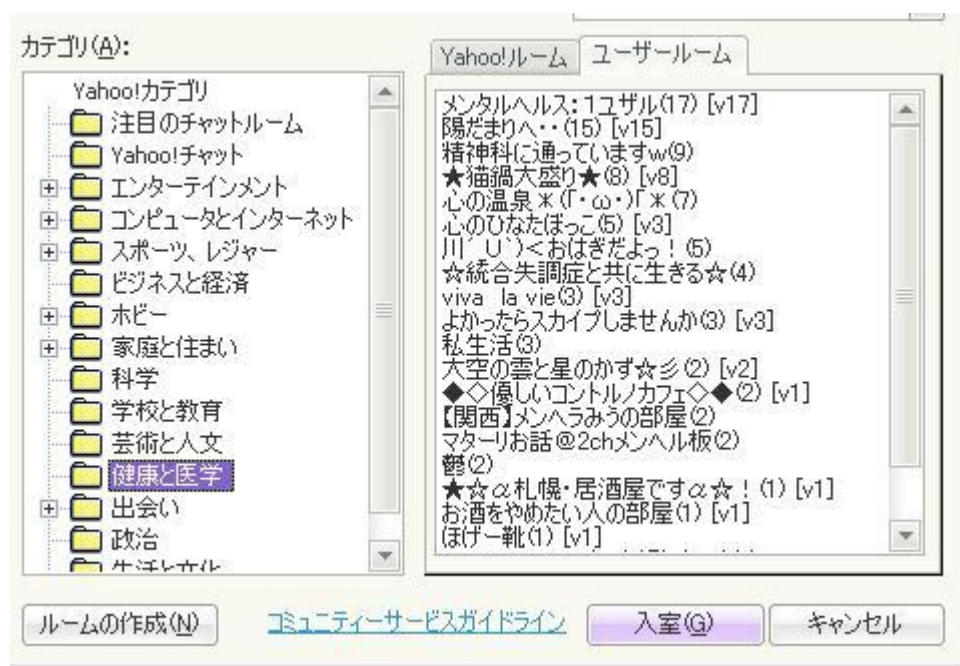 カテゴリ(A):
Yahoo!カテゴリ
注目のチャットルーム
Yahoo!チャット
エンターテインメント
コンピュータとインターネット
スポーツ、レジャー
ビジネスと経済
ホビー
家庭と住まい
科学
学校と教育
芸術と人文
健康と医学
出会い
政治
生活と文化
Yahoo!ルーム
ユーザールーム
メンタルヘルス:1ユザル(17) [v17]
陽だまりへ・・(15) [v15]
精神科に通っていますw(9)
★猫鍋大盛り★(8) [v8]
心の温泉*(「・ω・)「*(7)
心のひなたぼっこ(5) [v3]
川´∪`)<おはぎだよっ!(5)
☆統合失調症と共に生きる☆(4)
viva la vie(3) [v3]
よかったらスカイプしませんか(3) [v3]
私生活(3)
大空の雲と星のかず☆彡(2) [v2]
◆◇優しいコントルノカフェ◇◆(2) [v1]
【関西】メンヘラみうの部屋(2)
マターリお話@2chメンヘル板(2)
鬱(2)
★☆α札幌・居酒屋ですα☆!(1) [v1]
お酒をやめたい人の部屋(1) [v1]
ほげー靴(1) [v1]
ルームの作成(N)
コミュニティーサービスガイドライン
入室(G)
キャンセル